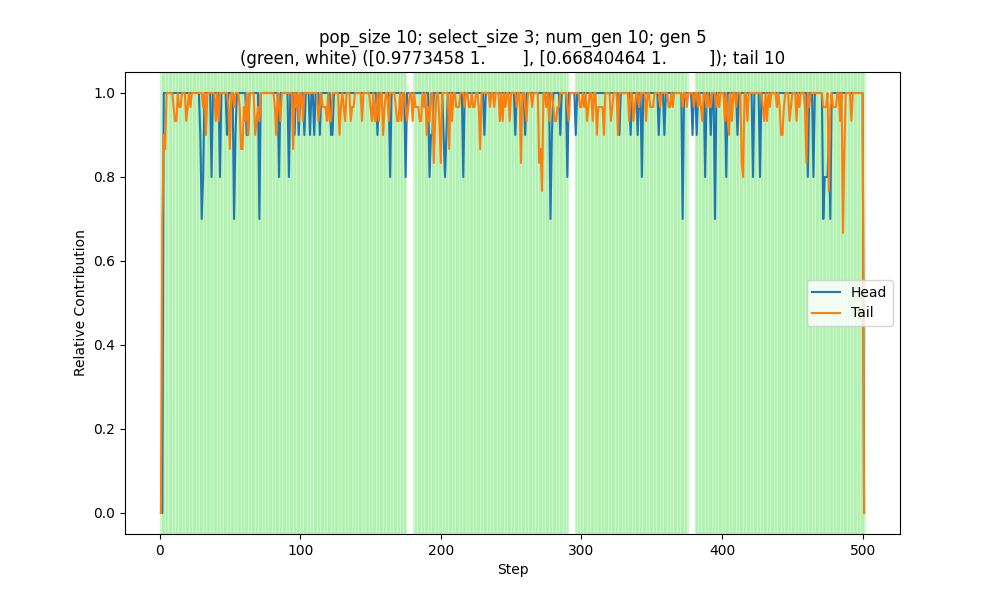 pop_size 10; select_size 3; num_gen 10; gen 5
(green, white) ([0.9773458 1.        ], [0.66840464 1.         ]); tail 10
1.0
0.8
0.6
0.4
0.2
0.0
Relative Contribution
Head
Tail
0
100
200
300
400
500
Step